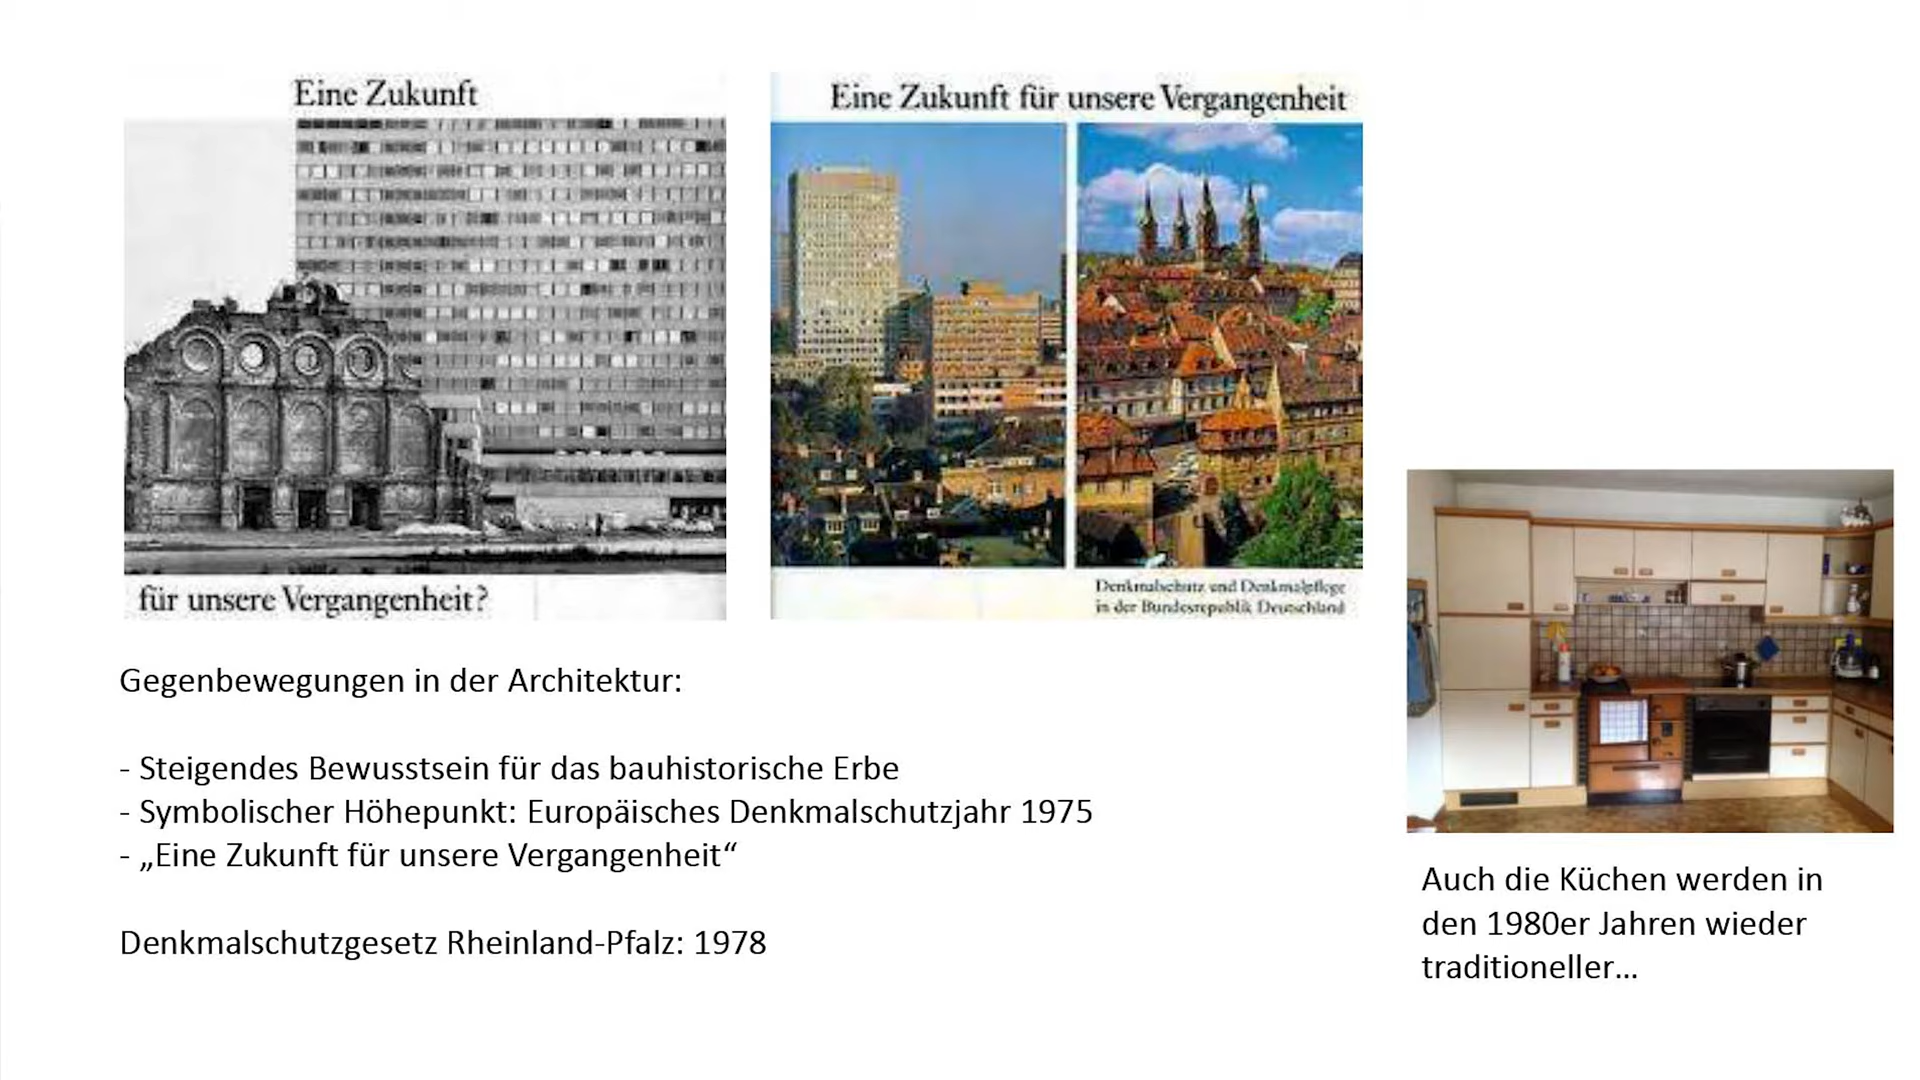 Eine Zukunft
für unsere Vergangenheit?
Eine Zukunft für unsere Vergangenheit
Denkmalschutz und Denkmalpflege
in der Bundesrepublik Deutschland
Gegenbewegungen in der Architektur:
- Steigendes Bewusstsein für das bauhistorische Erbe
- Symbolischer Höhepunkt: Europäisches Denkmalschutzjahr 1975
- „Eine Zukunft für unsere Vergangenheit“
Denkmalschutzgesetz Rheinland-Pfalz: 1978
Auch die Küchen werden in
den 1980er Jahren wieder
traditioneller...